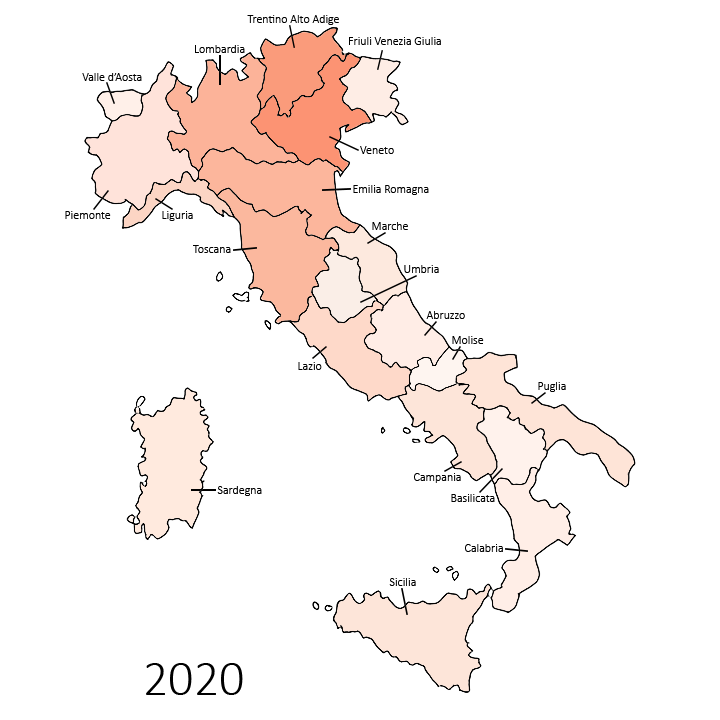 Trentino Alto Adige
Friuli Venezia Giulia
Lombardia
Valle d'Aosta
Veneto
Emilia Romagna
Piemonte
Liguria
Marche
Toscana
Umbria
Abruzzo
Molise
Lazio
Puglia
Campania
Sardegna
Basilicata
Calabria
Sicilia
2020